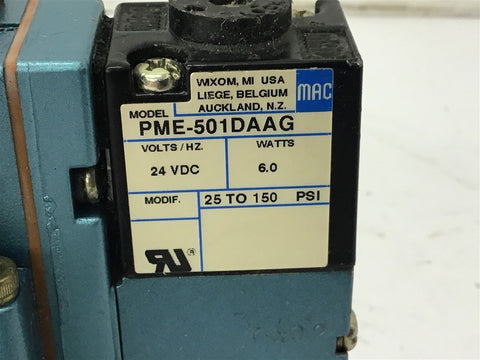 WIXOM, MI USA
LIEGE, BELGIUM
AUCKLAND, N.Z.
MAC
MODEL
PME-501DAAG
VOLTS/HZ.
WATTS
24 VDC
6.0
MODIF.
25 TO 150 PSI
®